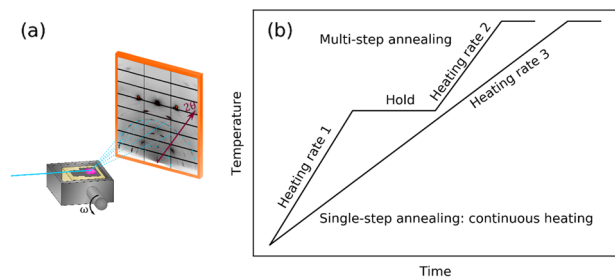 (a)
2θ
ω
(b)
Multi-step annealing
Heating rate 1
Hold
Heating rate 2
Heating rate 3
Single-step annealing: continuous heating
Temperature
Time